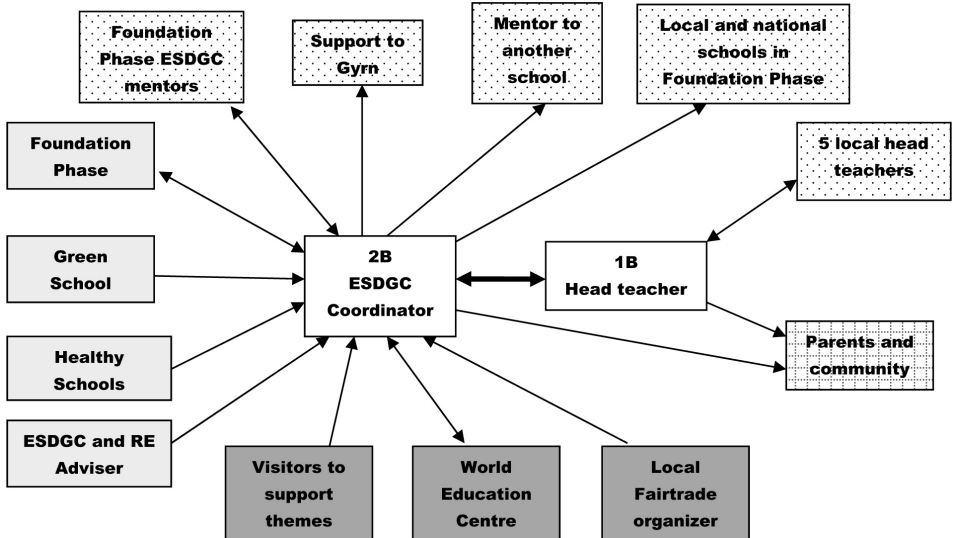 Foundation
Phase ESDGC
mentors
Support to
Gyrn
Mentor to
another
school
Local and national
schools in
Foundation Phase
Foundation
Phase
5 local head
teachers
Green
School
2B
ESDGC
Coordinator
1B
Head teacher
Healthy
Schools
Parents and
community
ESDGC and RE
Adviser
Visitors to
support
themes
World
Education
Centre
Local
Fairtrade
organizer